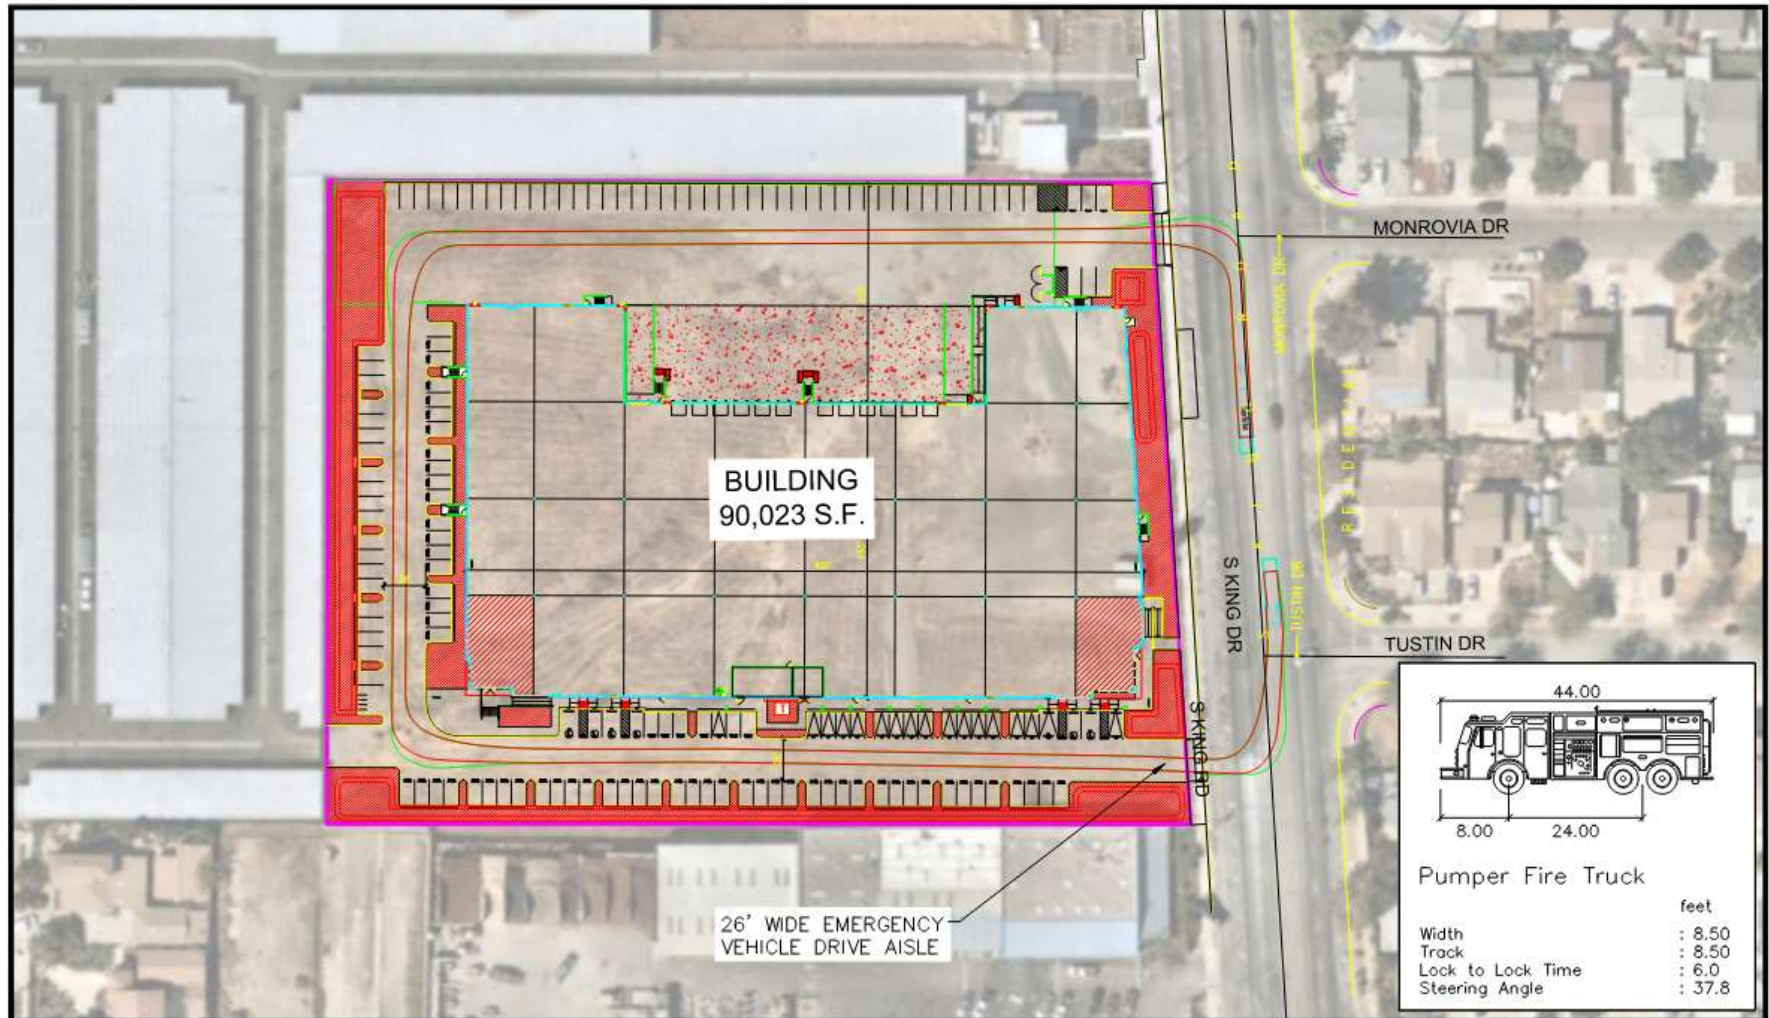 MONROVIA DR
MONROVIA DR
RESIDENTIAL
BUILDING
90,023 S.F.
S KING DR
TUSTIN DR
TUSTIN DR
S KING RD
26' WIDE EMERGENCY
VEHICLE DRIVE AISLE
44.00
8.00
24.00
Pumper Fire Truck
feet
Width : 8.50
Track : 8.50
Lock to Lock Time : 6.0
Steering Angle : 37.8